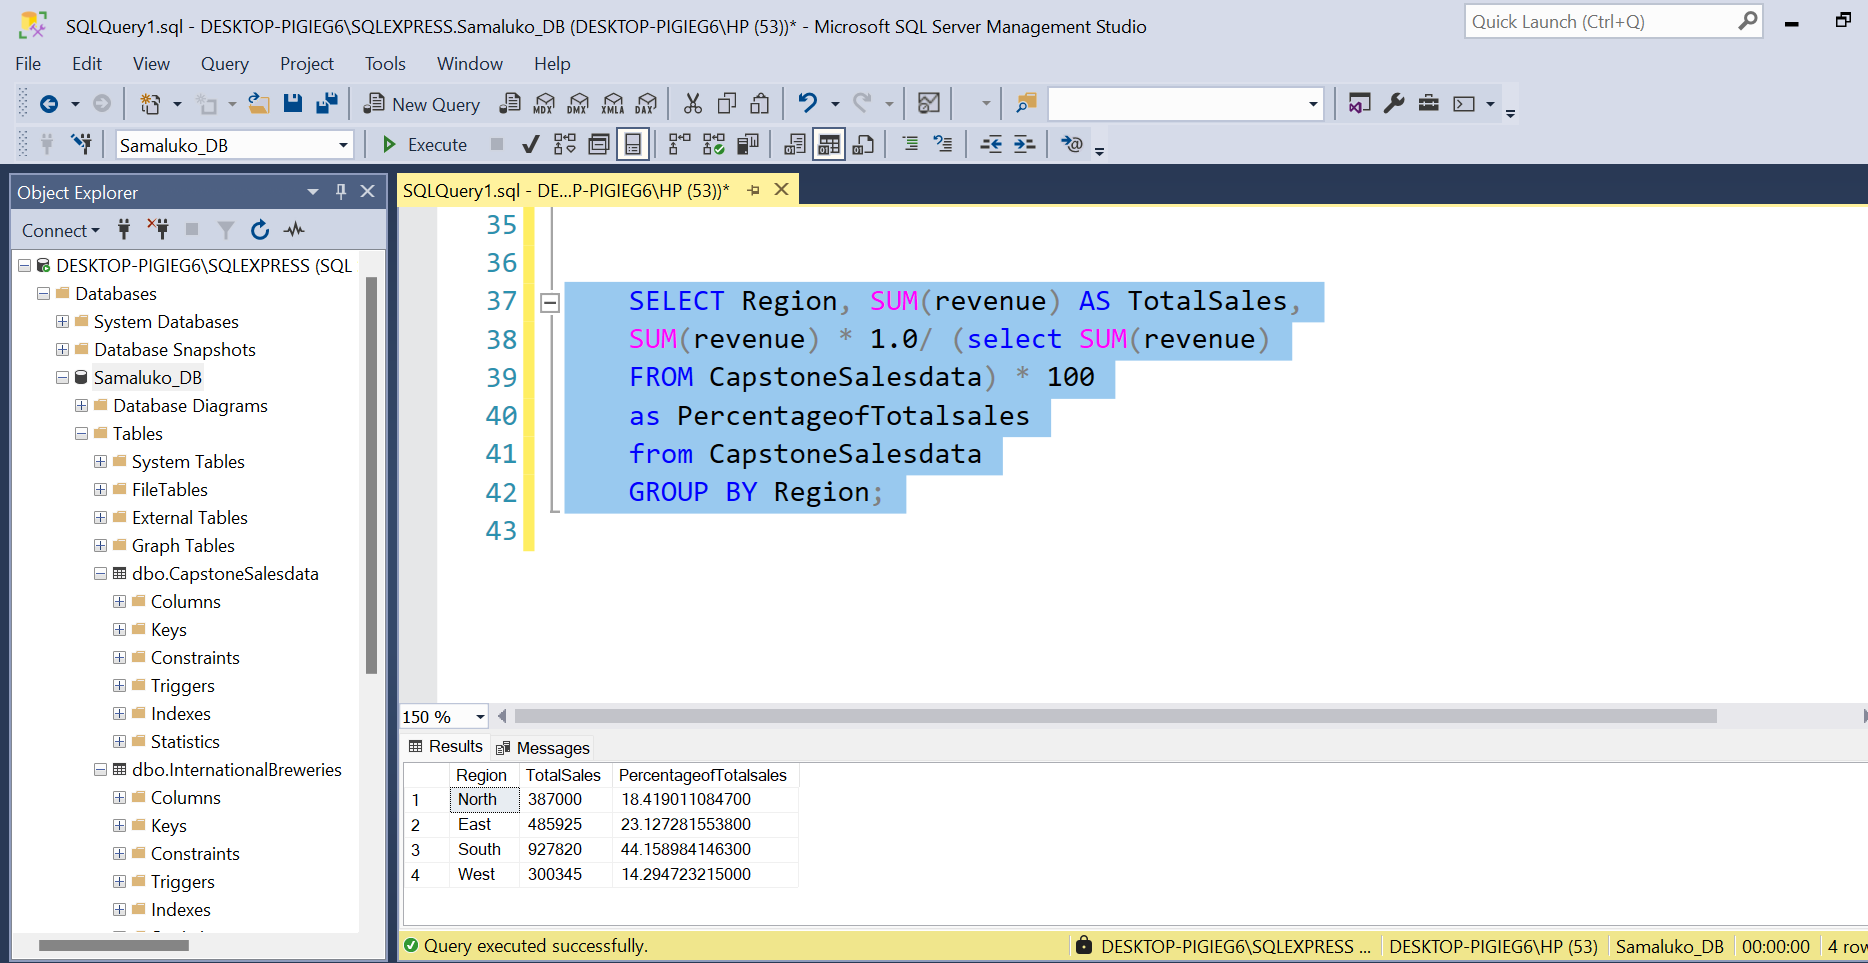 SQLQuery1.sql - DESKTOP-PIGIEG6\SQLEXPRESS.Samaluko_DB (DESKTOP-PIGIEG6\HP (53))* - Microsoft SQL Server Management Studio
Quick Launch (Ctrl+Q)
File Edit View Query Project Tools Window Help
New Query MDX DMX XMLA DAX
Samaluko_DB Execute
Object Explorer
SQLQuery1.sql - DE...P-PIGIEG6\HP (53))*
Connect
DESKTOP-PIGIEG6\SQLEXPRESS (SQL
Databases
System Databases
Database Snapshots
Samaluko_DB
Database Diagrams
Tables
System Tables
FileTables
External Tables
Graph Tables
dbo.CapstoneSalesdata
Columns
Keys
Constraints
Triggers
Indexes
Statistics
dbo.InternationalBreweries
Columns
Keys
Constraints
Triggers
Indexes
35
36
37 SELECT Region, SUM(revenue) AS TotalSales,
38 SUM(revenue) * 1.0/ (select SUM(revenue)
39 FROM CapstoneSalesdata) * 100
40 as PercentageofTotalsales
41 from CapstoneSalesdata
42 GROUP BY Region;
43
150 %
Results Messages
Region TotalSales PercentageofTotalsales
1 North 387000 18.419011084700
2 East 485925 23.127281553800
3 South 927820 44.158984146300
4 West 300345 14.294723215000
Query executed successfully. DESKTOP-PIGIEG6\SQLEXPRESS ... DESKTOP-PIGIEG6\HP (53) Samaluko_DB 00:00:00 4 row